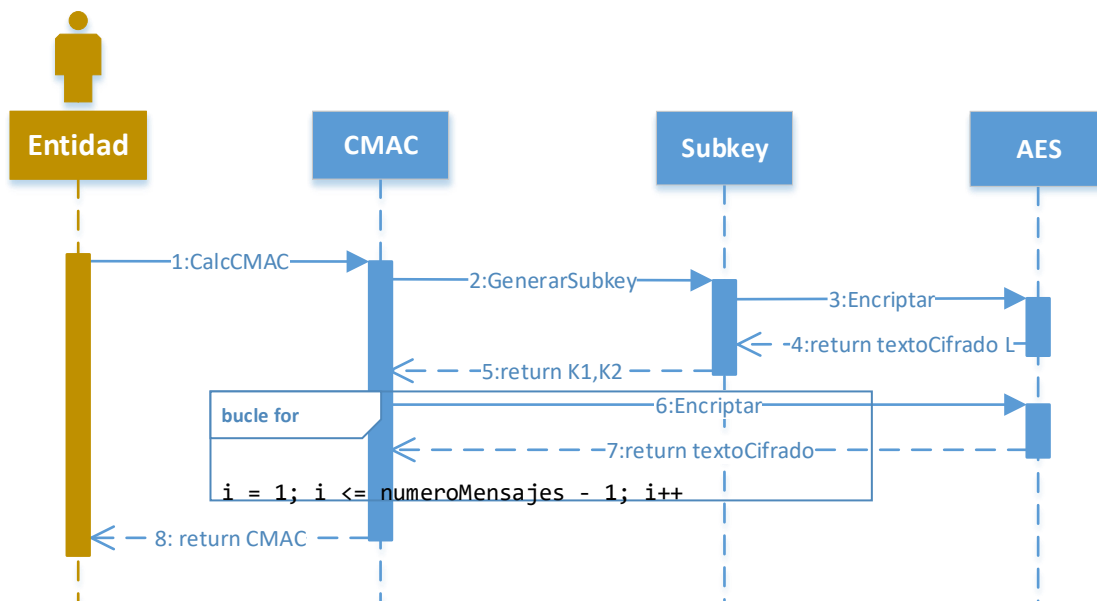 Entidad
CMAC
Subkey
AES
1:CalcCMAC
2:GenerarSubkey
3:Encriptar
4:return textoCifrado L
5:return K1,K2
bucle for
6:Encriptar
7:return textoCifrado
i = 1; i <= numeroMensajes - 1; i++
8: return CMAC